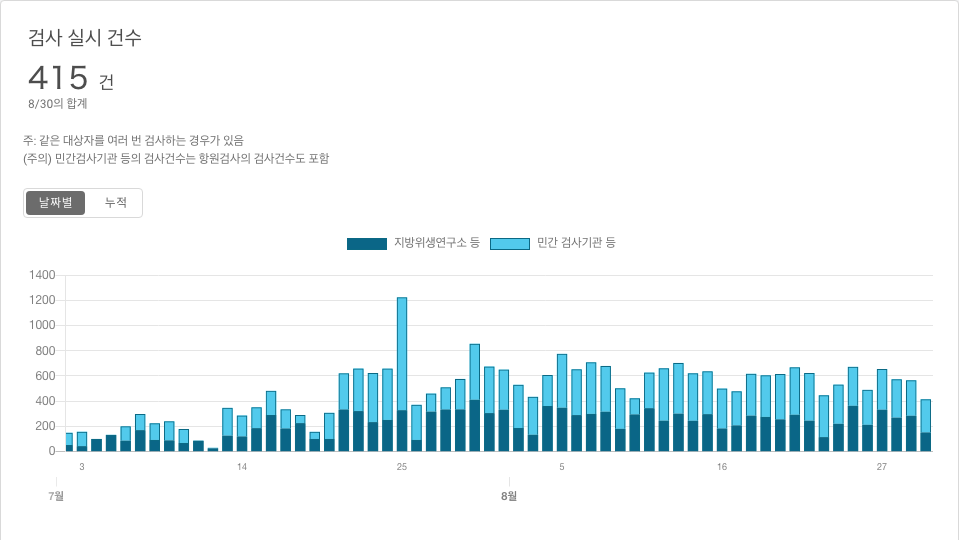 검사 실시 건수
415 건
8/30의 합계
주: 같은 대상자를 여러 번 검사하는 경우가 있음
(주의) 민간검사기관 등의 검사건수는 항원검사의 검사건수도 포함
날짜별 누적
지방위생연구소 등 민간 검사기관 등
1400
1200
1000
800
600
400
200
0
3 14 25 5 16 27
7월 8월